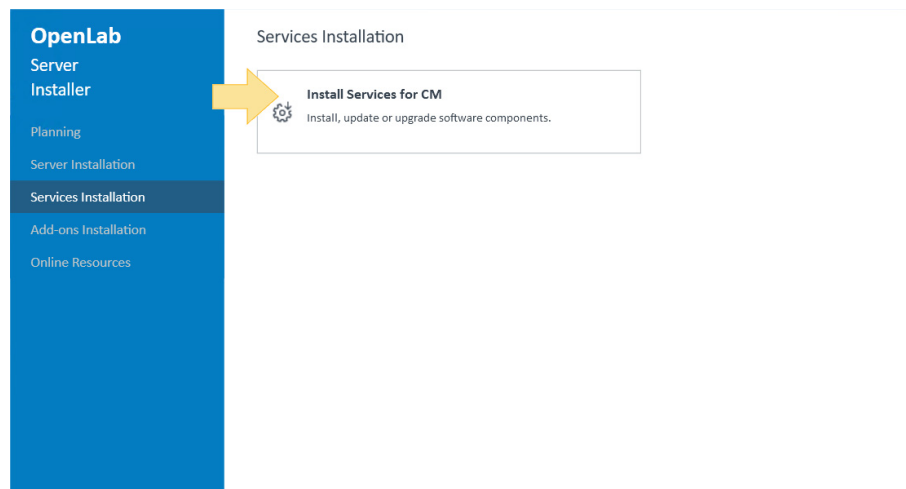 OpenLab
Server
Installer
Planning
Server Installation
Services Installation
Add-ons Installation
Online Resources
Services Installation
Install Services for CM
Install, update or upgrade software components.